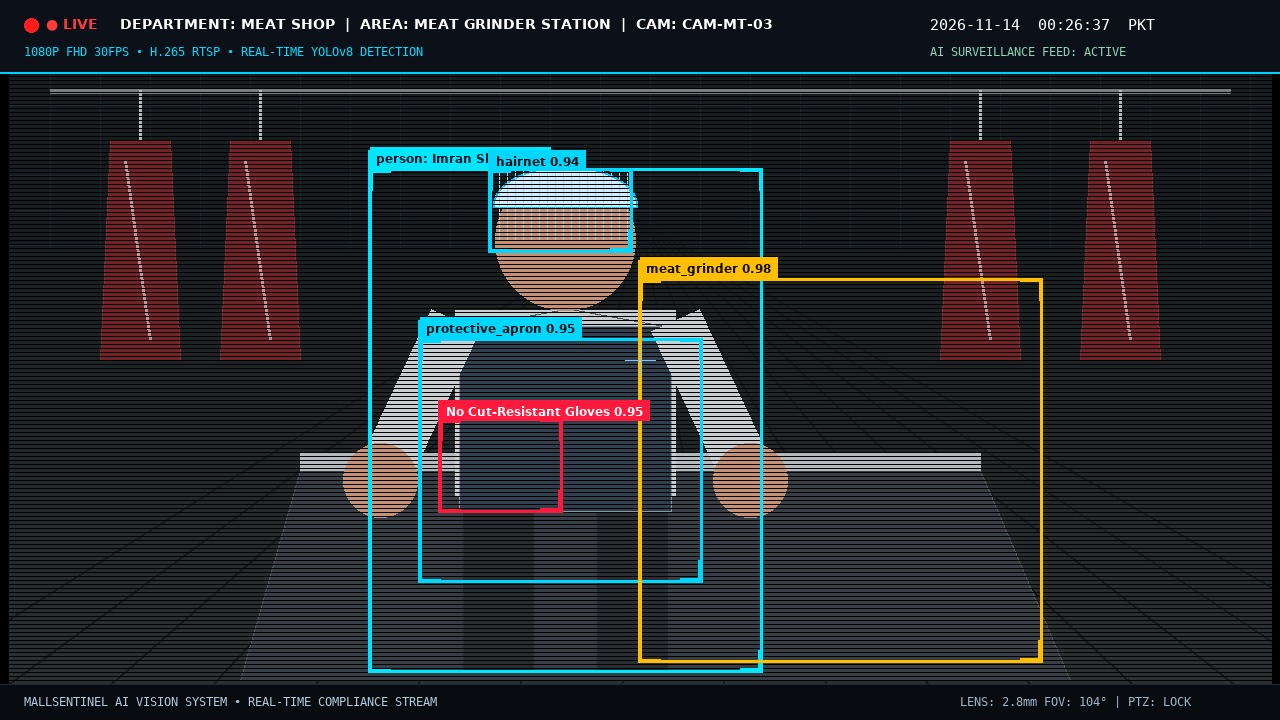 ● LIVE
DEPARTMENT: MEAT SHOP | AREA: MEAT GRINDER STATION | CAM: CAM-MT-03
2026-11-14 00:26:37 PKT
1080P FHD 30FPS • H.265 RTSP • REAL-TIME YOLOv8 DETECTION
AI SURVEILLANCE FEED: ACTIVE
person: Imran
hairnet 0.94
meat_grinder 0.98
protective_apron 0.95
No Cut-Resistant Gloves 0.95
MALLSENTINEL AI VISION SYSTEM • REAL-TIME COMPLIANCE STREAM
LENS: 2.8mm FOV: 104° | PTZ: LOCK